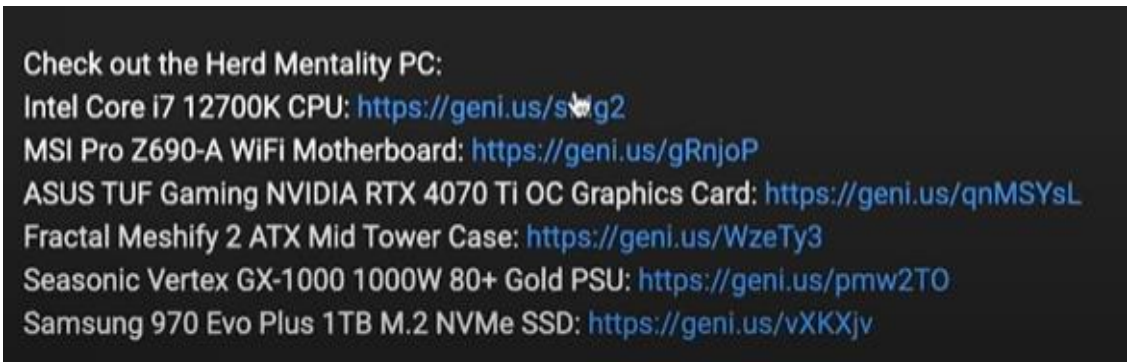 Check out the Herd Mentality PC:
Intel Core i7 12700K CPU:
MSI Pro Z690-A WiFi Motherboard: https://geni.us/gRnjoP
ASUS TUF Gaming NVIDIA RTX 4070 Ti OC Graphics Card: https://geni.us/qnMSYsL
Fractal Meshify 2 ATX Mid Tower Case: https://geni.us/WzeTy3
Seasonic Vertex GX-1000 1000W 80+ Gold PSU: https://geni.us/pmw2TO
Samsung 970 Evo Plus 1TB M.2 NVMe SSD: https://geni.us/vXKXjv